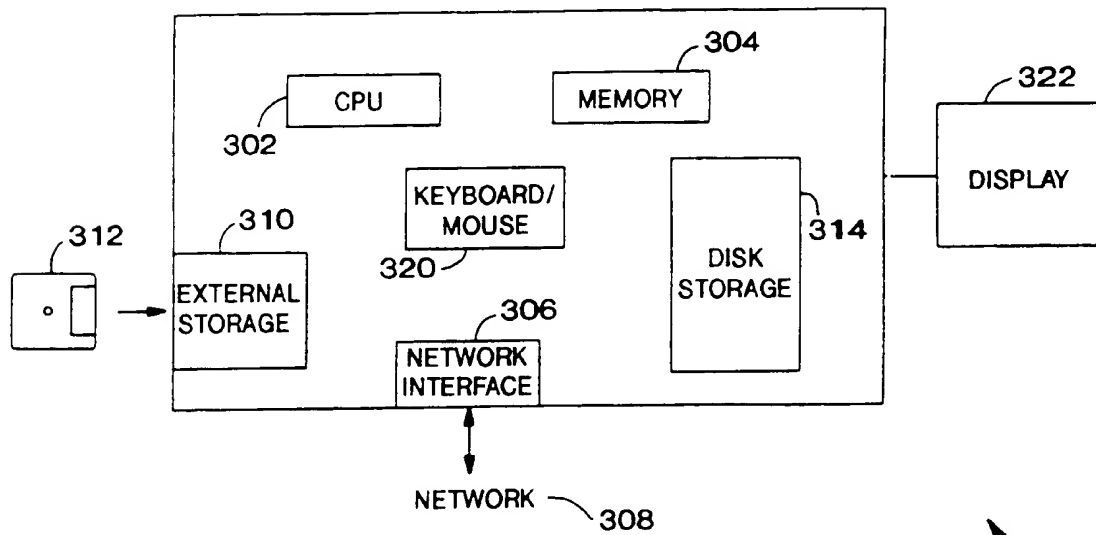 304
CPU
MEMORY
322
302
DISPLAY
KEYBOARD/
MOUSE
312
310
320
314
DISK
STORAGE
EXTERNAL
STORAGE
306
NETWORK
INTERFACE
NETWORK
308